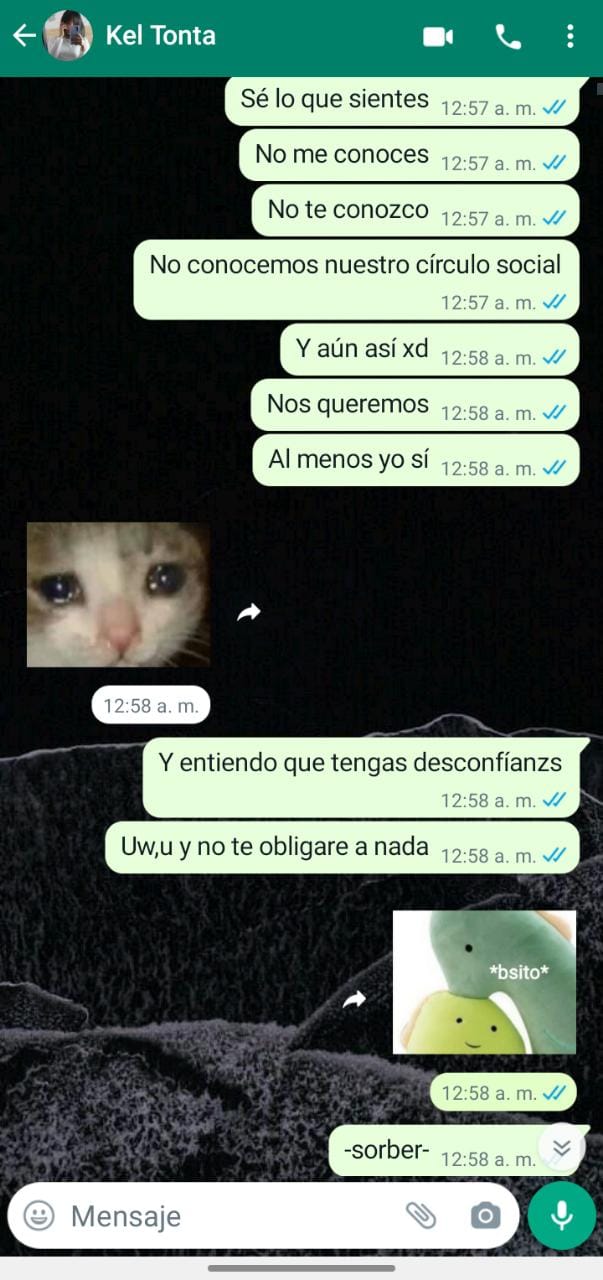 Kel Tonta
Sé lo que sientes 12:57 a. m.
No me conoces 12:57 a. m.
No te conozco 12:57 a. m.
No conocemos nuestro círculo social
12:57 a. m.
Y aún así xd 12:58 a. m.
Nos queremos 12:58 a. m.
Al menos yo sí 12:58 a. m.
12:58 a. m.
Y entiendo que tengas desconfíanzs
12:58 a. m.
Uw,u y no te obligare a nada 12:58 a. m.
*bsito*
12:58 a. m.
-sorber- 12:58 a. m.
Mensaje